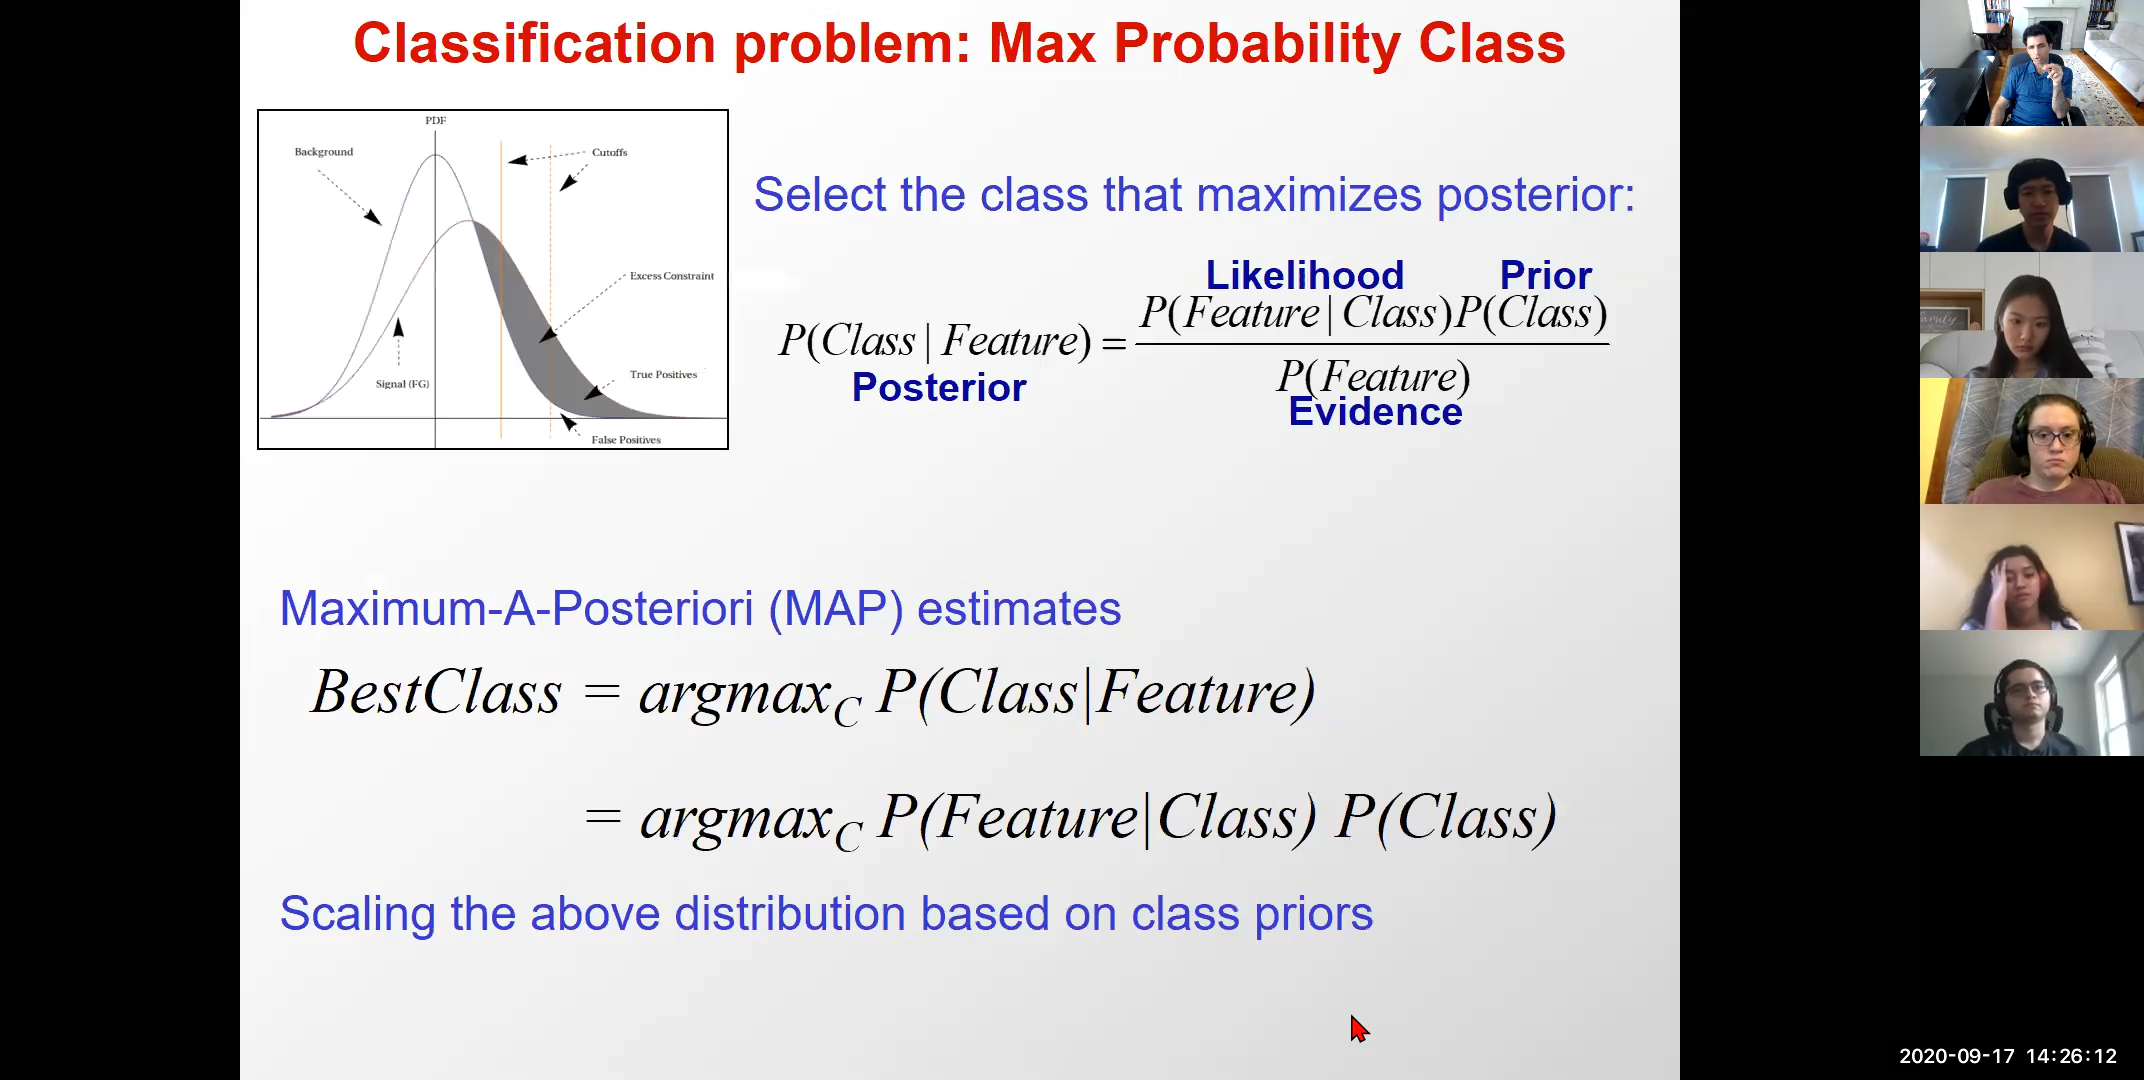 Classification problem: Max Probability Class
PDF
Background
Cutoffs
Excess Constraint
True Positives
Signal (FG)
False Positives
Select the class that maximizes posterior:
Likelihood Prior
P(Class | Feature) = P(Feature | Class)P(Class)
P(Feature)
Posterior
Evidence
Maximum-A-Posteriori (MAP) estimates
BestClass = argmax_C P(Class|Feature)
= argmax_C P(Feature|Class) P(Class)
Scaling the above distribution based on class priors
family
2020-09-17 14:26:12